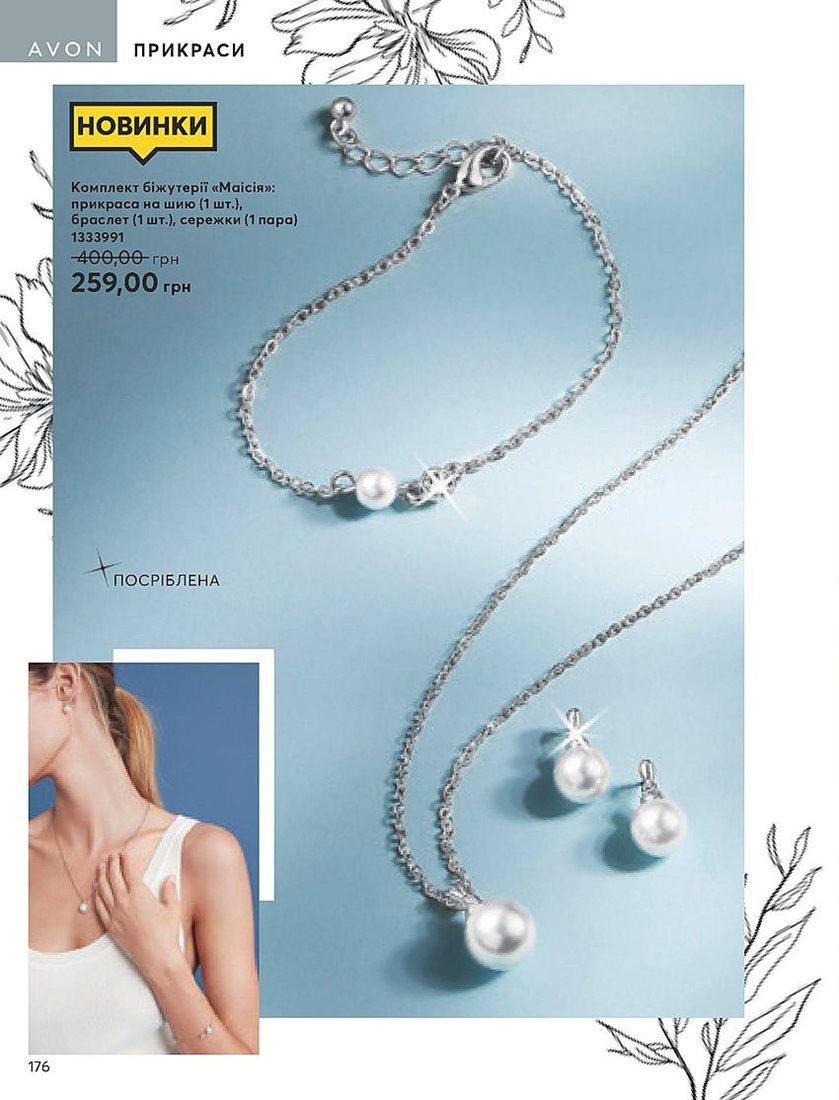 AVON ПРИКРАСИ
НОВИНКИ
Комплект біжутерії «Маісія»:
прикраса на шию (1 шт.),
браслет (1 шт.), сережки (1 пара)
1333991
400,00 грн
259,00 грн
ПОСРІБЛЕНА
176